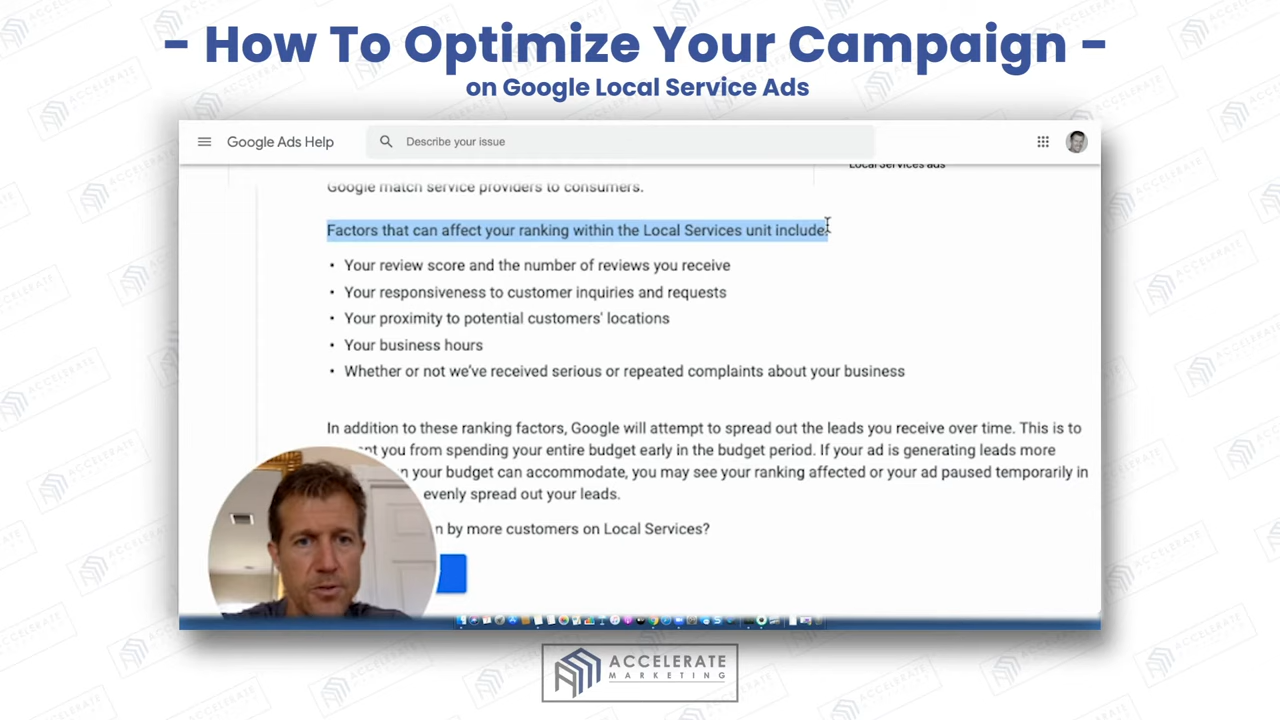 - How To Optimize Your Campaign -
on Google Local Service Ads
Google Ads Help
Describe your issue
Local Services ads
Google match service providers to consumers.
Factors that can affect your ranking within the Local Services unit include:
• Your review score and the number of reviews you receive
• Your responsiveness to customer inquiries and requests
• Your proximity to potential customers' locations
• Your business hours
• Whether or not we've received serious or repeated complaints about your business
In addition to these ranking factors, Google will attempt to spread out the leads you receive over time. This is to
you from spending your entire budget early in the budget period. If your ad is generating leads more
your budget can accommodate, you may see your ranking affected or your ad paused temporarily in
evenly spread out your leads.
by more customers on Local Services?
ACCELERATE
MARKETING